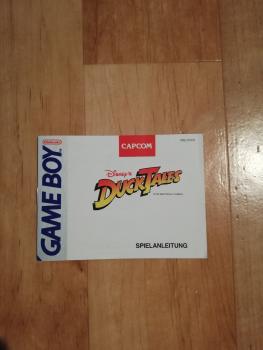 Nintendo
GAME BOY
CAPCOM
Disney's
DUCKTALES
SPIELANLEITUNG